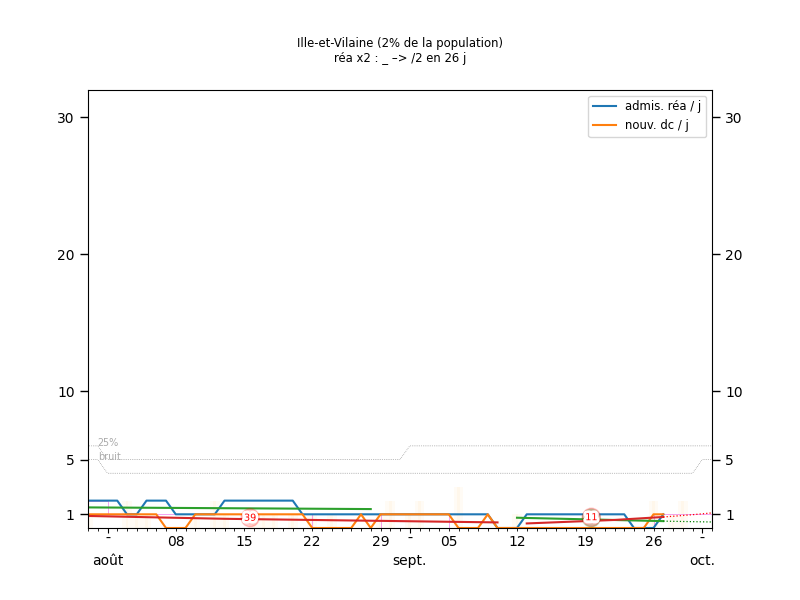 Ille-et-Vilaine (2% de la population)
réa x2 : _ –> /2 en 26 j
admis. réa / j
nouv. dc / j
30
30
20
20
10
10
25%
bruit
5
5
39
11
1
1
- 08 15 22 29 - 05 12 19 26 -
août sept. oct.